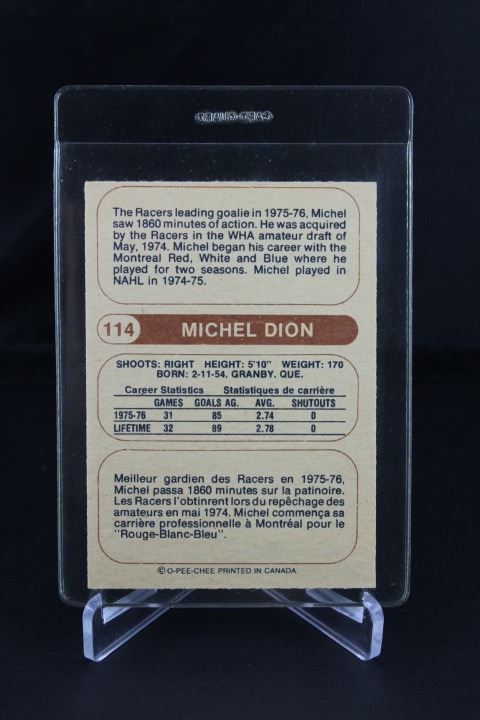 The Racers leading goalie in 1975-76, Michel
saw 1860 minutes of action. He was acquired
by the Racers in the WHA amateur draft of
May, 1974. Michel began his career with the
Montreal Red, White and Blue where he
played for two seasons. Michel played in
NAHL in 1974-75.
114 MICHEL DION
SHOOTS: RIGHT HEIGHT: 5'10" WEIGHT: 170
BORN: 2-11-54, GRANBY, QUE.
Career Statistics Statistiques de carrière
GAMES GOALS AG. AVG. SHUTOUTS
1975-76 31 85 2.74 0
LIFETIME 32 89 2.78 0
Meilleur gardien des Racers en 1975-76,
Michel passa 1860 minutes sur la patinoire.
Les Racers l'obtinrent lors du repêchage des
amateurs en mai 1974. Michel commença sa
carrière professionelle à Montréal pour le
"Rouge-Blanc-Bleu".
© O-PEE-CHEE PRINTED IN CANADA